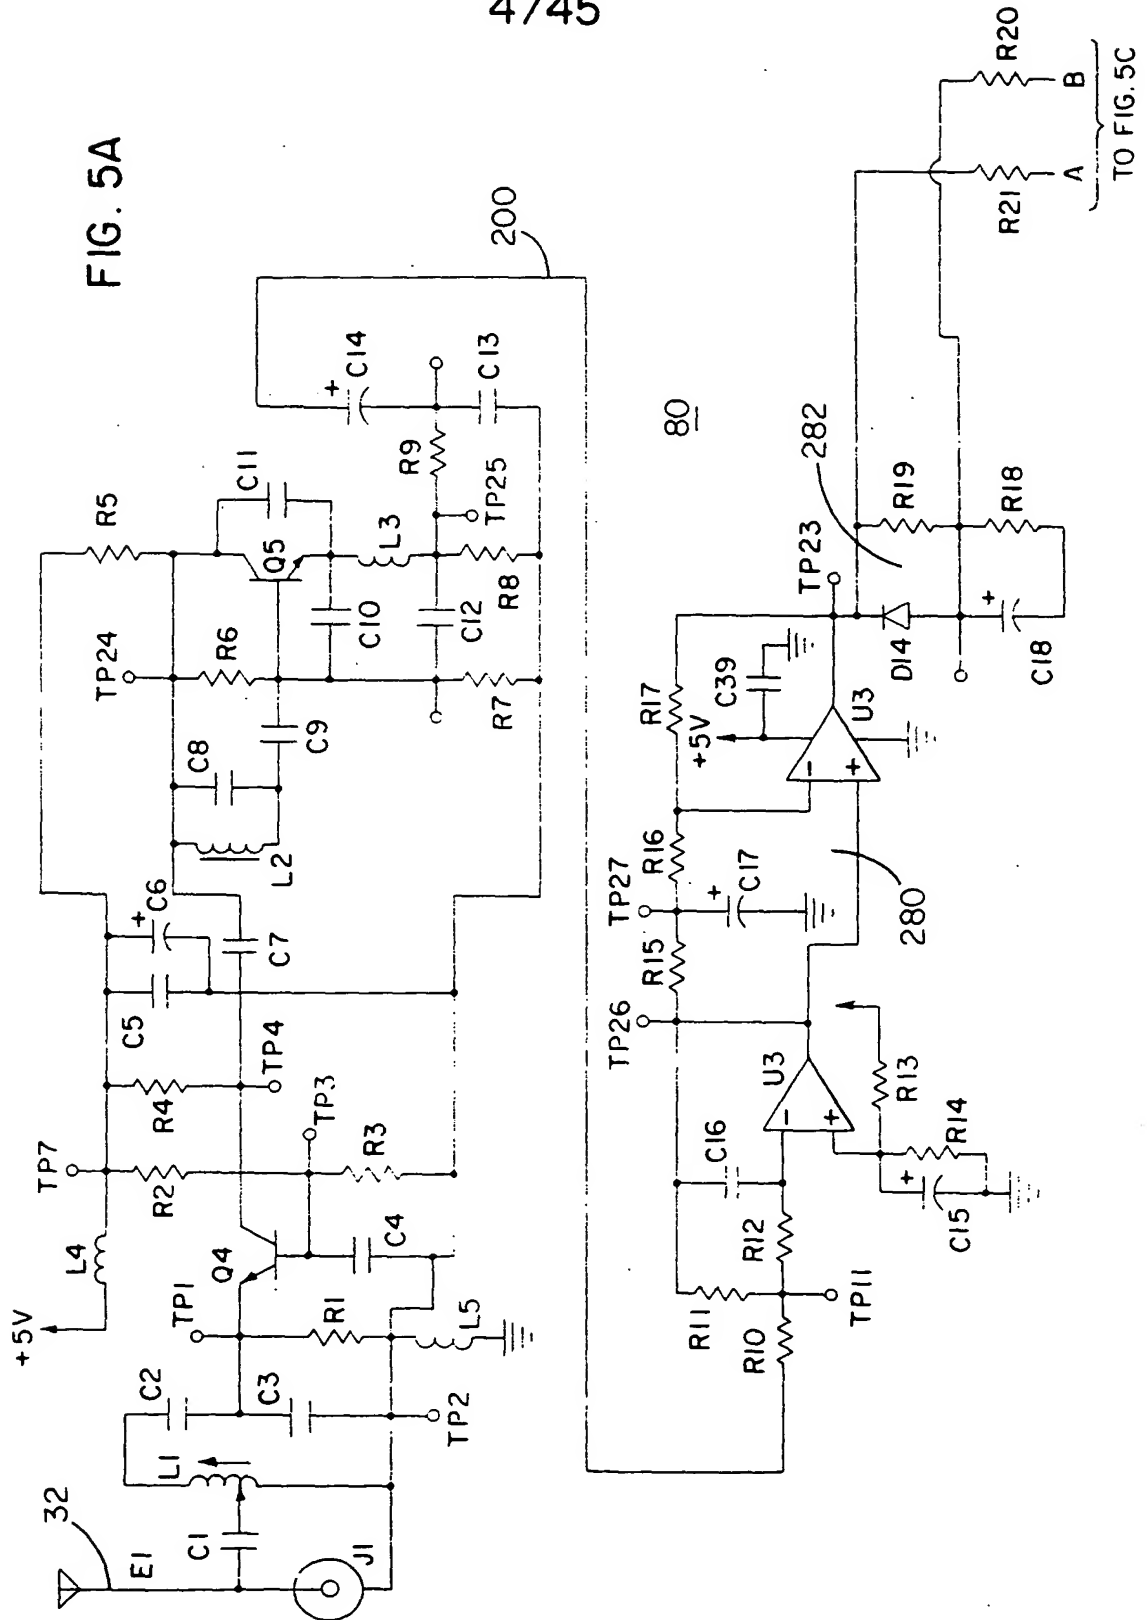 4/45
FIG. 5A
32
E1
C1
J1
L1
C2
C3
TP2
TP1
R1
L5
+5V
L4
Q4
C4
TP7
R2
TP3
R3
R4
TP4
C5
C6
+
C7
L2
C8
C9
TP24
R6
R5
Q5
C11
C10
L3
C12
R7
R8
TP25
R9
C14
+
C13
200
80
R10
R11
R12
TP11
C16
U3
-
+
C15
+
R14
R13
TP26
R15
TP27
C17
+
R16
280
R17
+5V
C39
U3
-
+
TP23
D14
282
R19
R18
C18
+
R21
R20
A
B
TO FIG. 5C